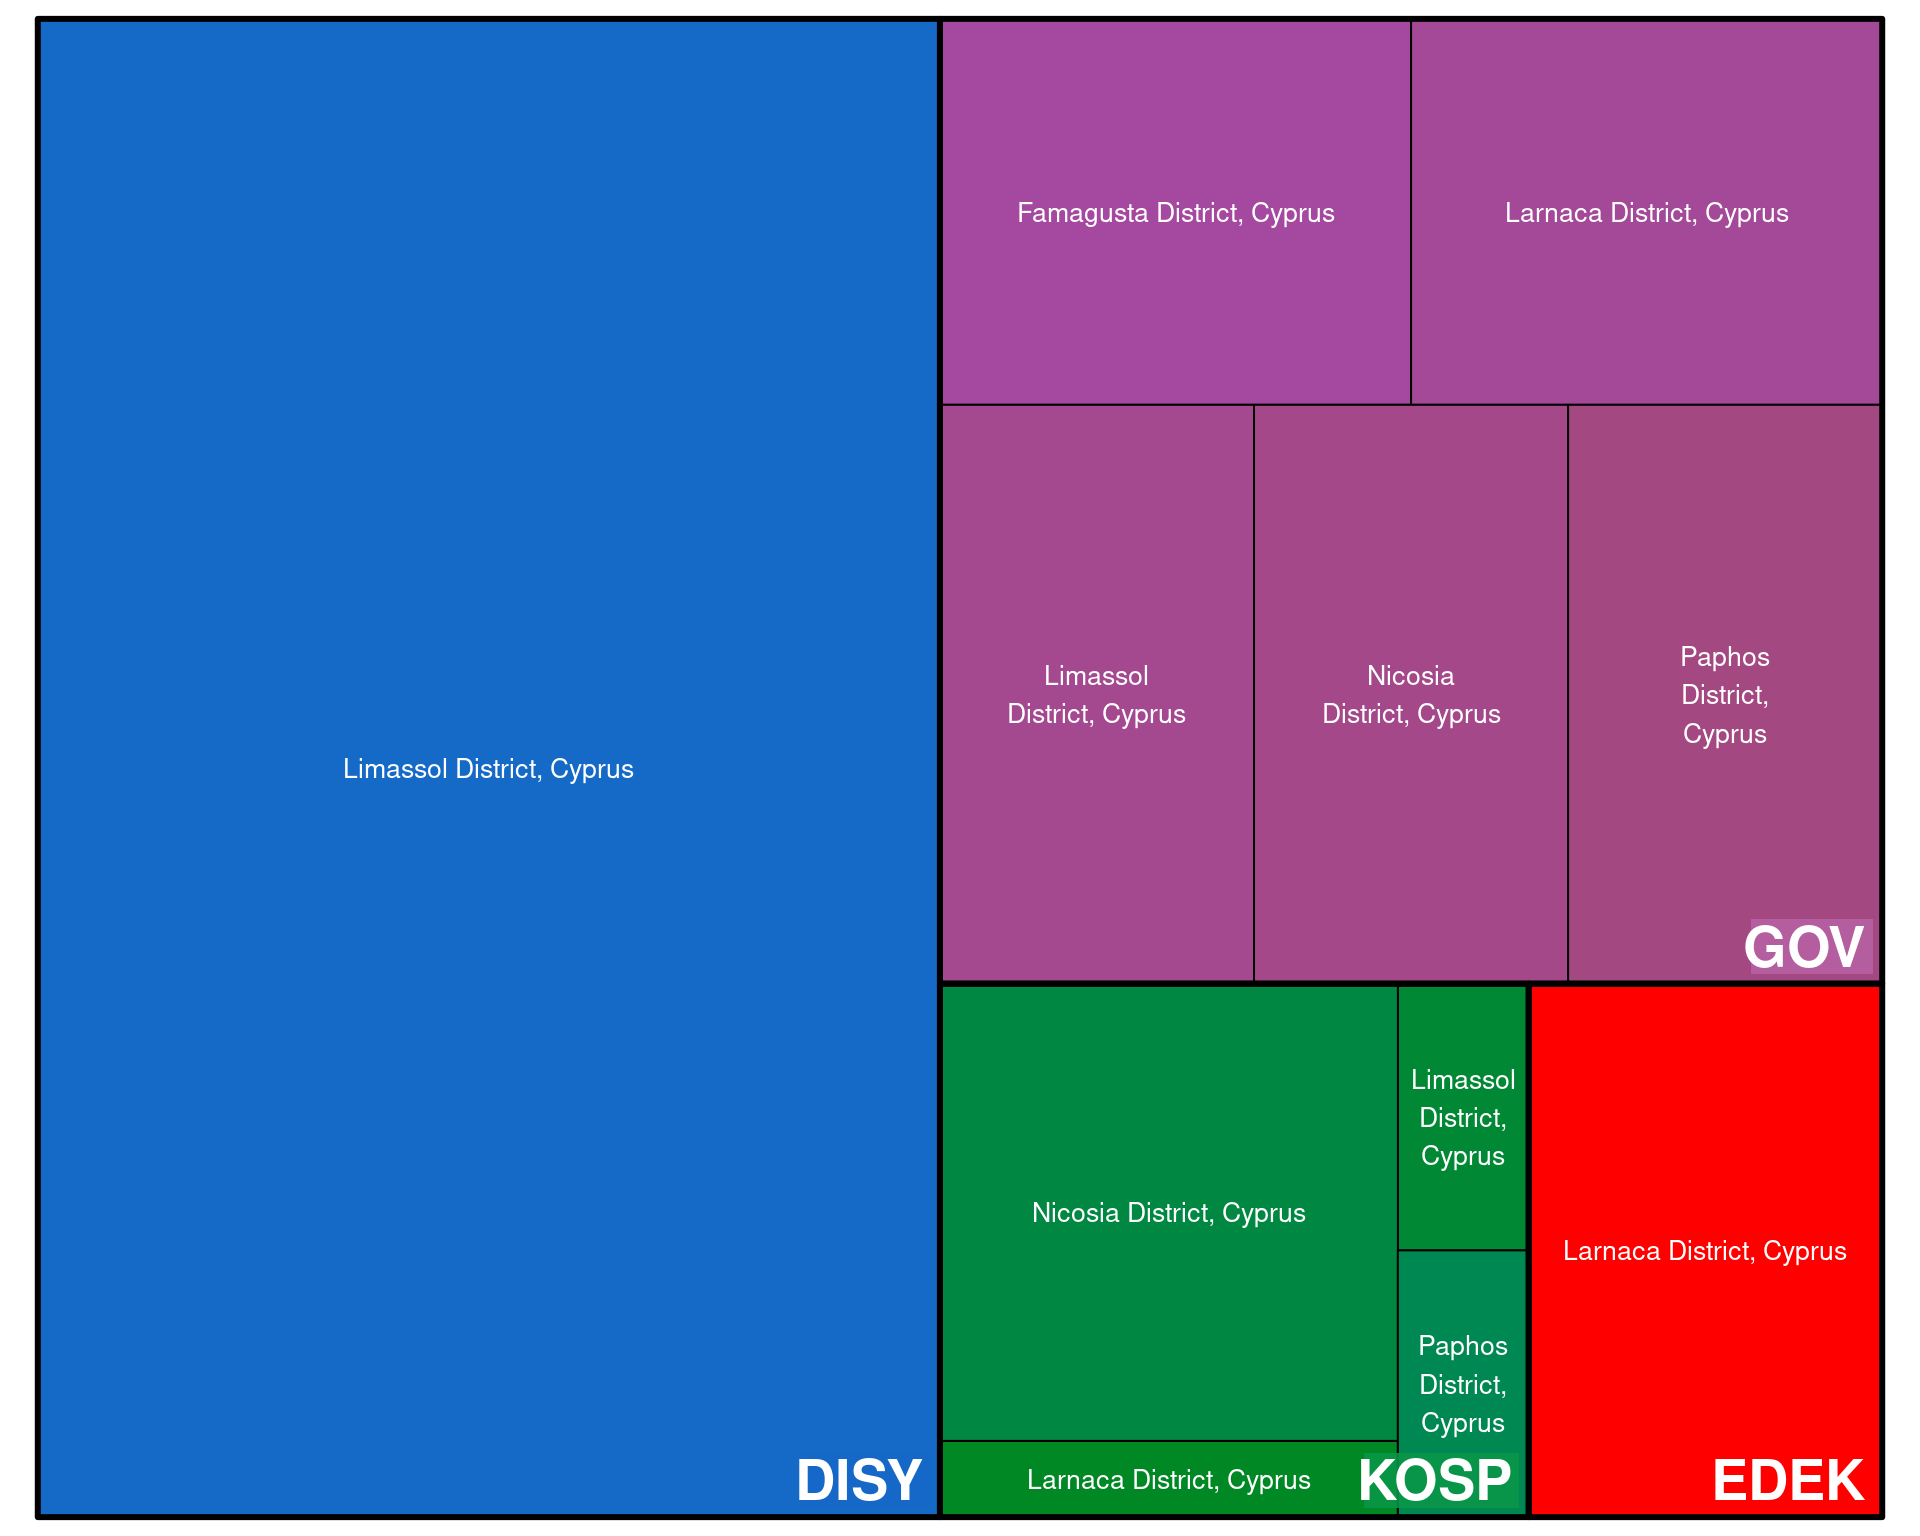 Limassol District, Cyprus
DISY
Famagusta District, Cyprus
Larnaca District, Cyprus
Limassol
District, Cyprus
Nicosia
District, Cyprus
Paphos
District,
Cyprus
GOV
Nicosia District, Cyprus
Limassol
District,
Cyprus
Paphos
District,
Cyprus
Larnaca District, Cyprus
KOSP
Larnaca District, Cyprus
EDEK